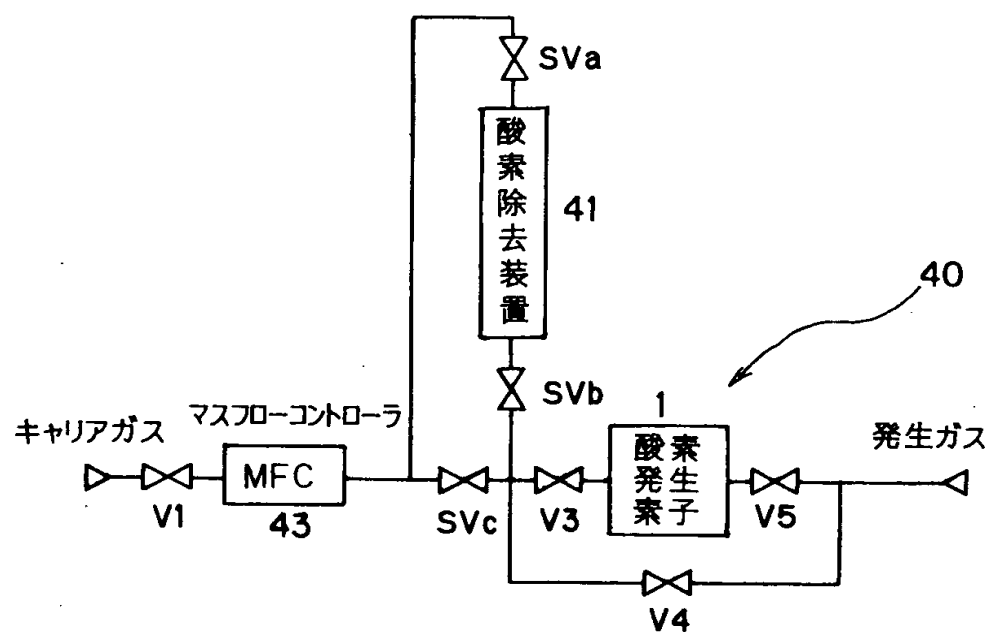 SVa
酸素除去装置
41
40
SVb
マスフローコントローラ
1
キャリアガス
発生ガス
MFC
酸素
発生
素子
V1
43
SVc
V3
V5
V4